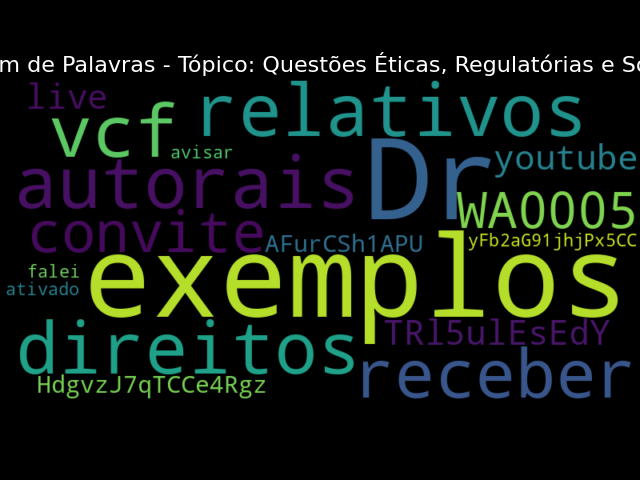 m de Palavras - Tópico: Questões Éticas, Regulatórias e So
live
relativos
vcf
avisar
Dr
youtube
autorais
WA0005
convite
AFurCSh1APU
yFb2aG91jhjPx5CC
exemplos
falei
ativado
direitos
TRl5ulEsEdY
receber
HdgvzJ7qTCCe4Rgz